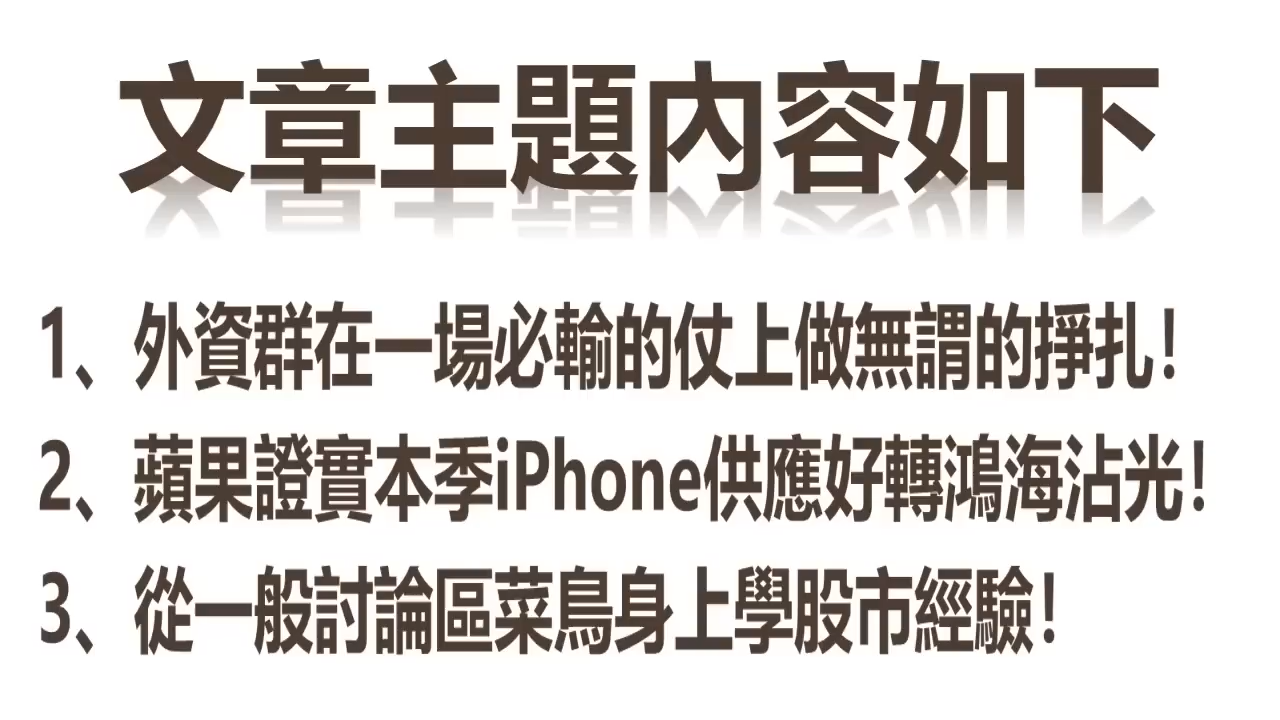 文章主題內容如下
1、外資群在一場必輸的仗上做無謂的掙扎！
2、蘋果證實本季iPhone供應好轉鴻海沾光！
3、從一般討論區菜鳥身上學股市經驗！